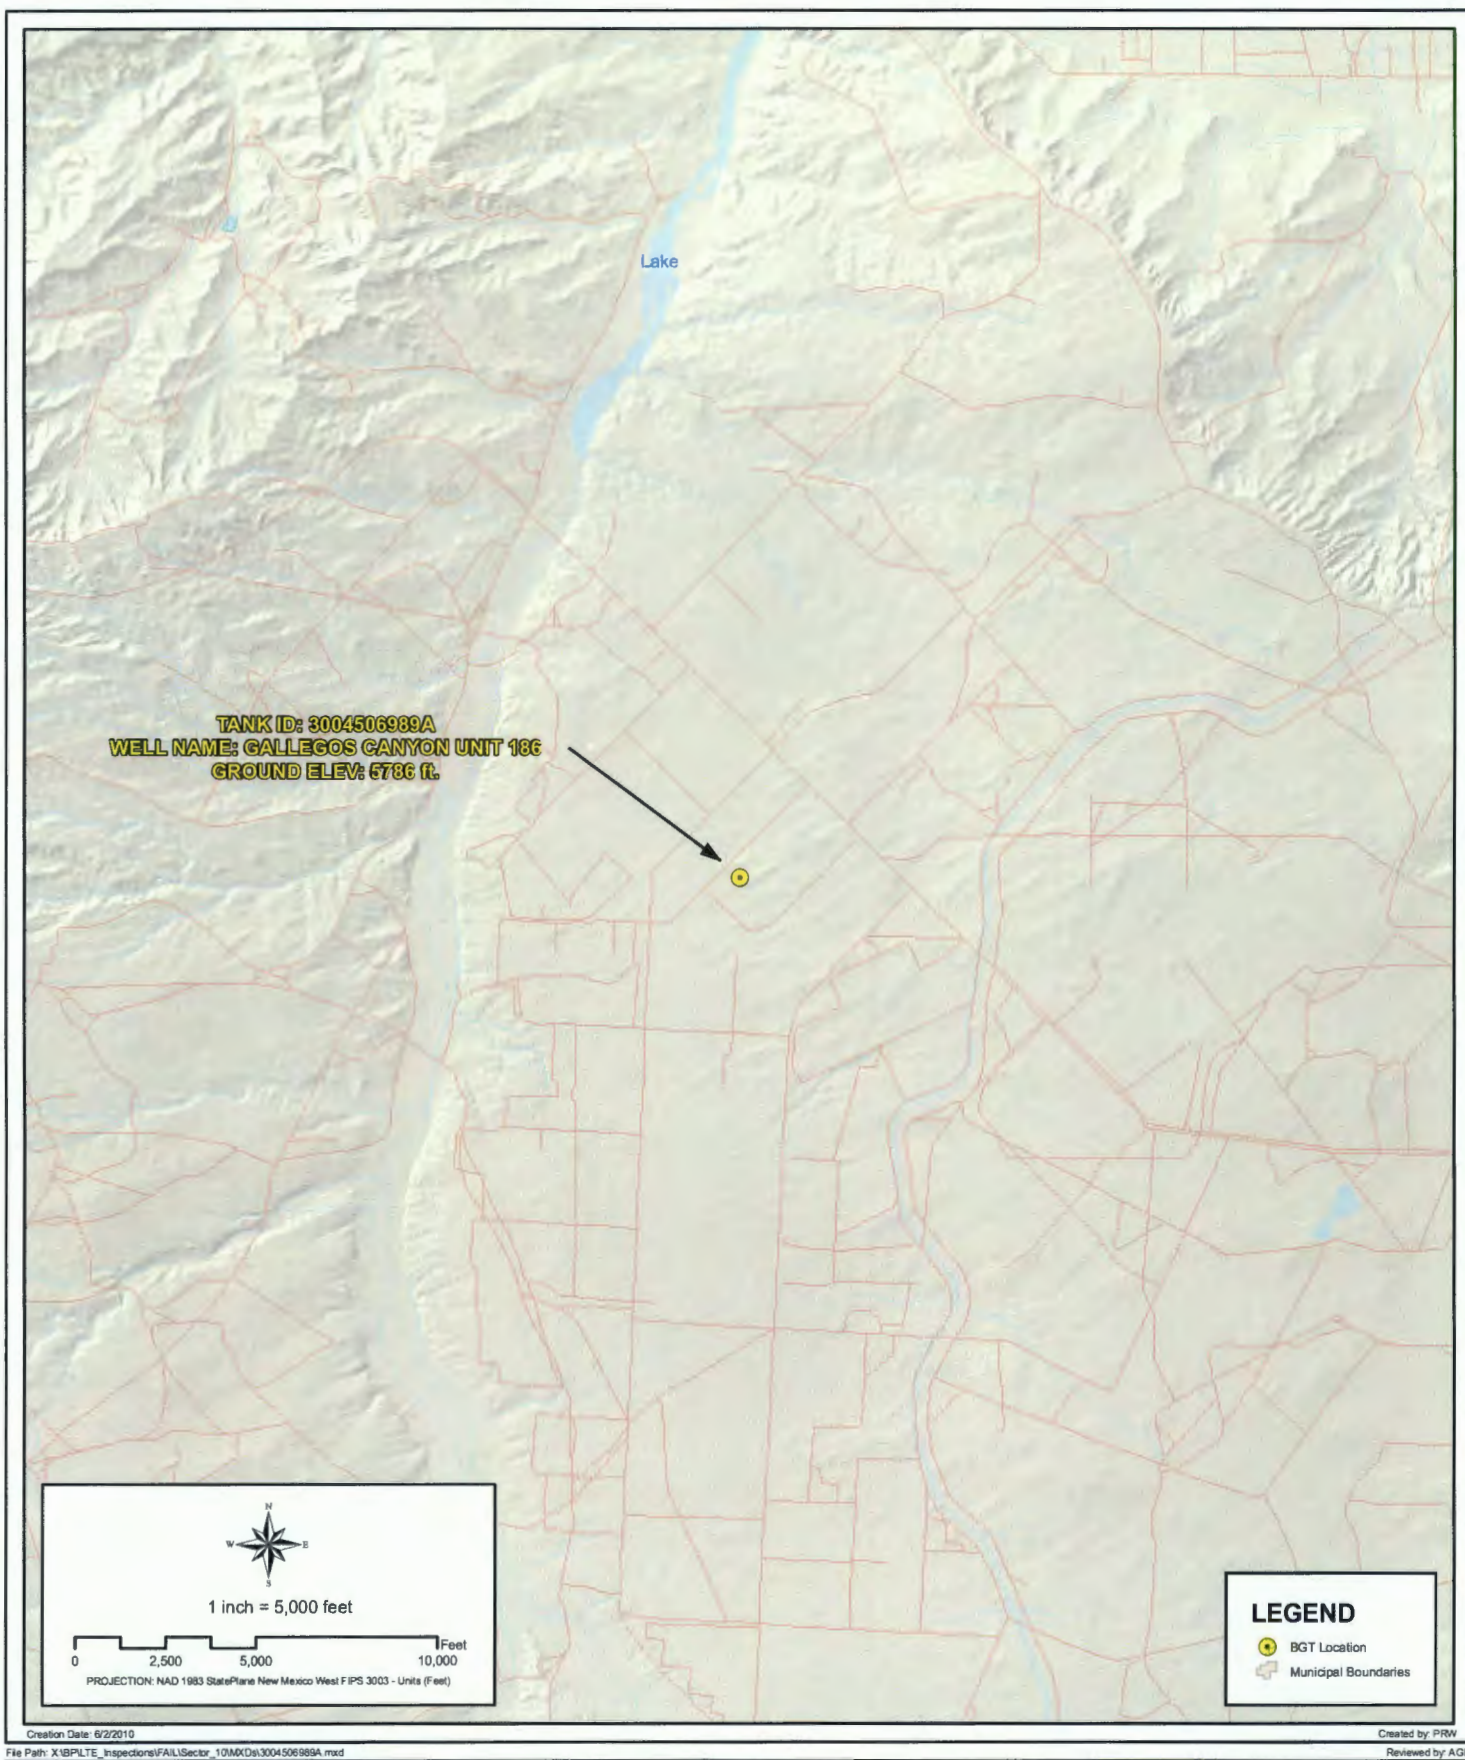 Lake
TANK ID: 3004506989A
WELL NAME: GALLEGOS CANYON UNIT 186
GROUND ELEV: 5786 ft.
N
W E
S
1 inch = 5,000 feet
Feet
0 2,500 5,000 10,000
PROJECTION: NAD 1983 StatePlane New Mexico West FIPS 3003 - Units (Feet)
LEGEND
BGT Location
Municipal Boundaries
Creation Date: 6/2/2010
Created by: PRW
File Path: X:\BP\LTE_Inspections\FAIL\Sector_10\MXDs\3004506989A.mxd
Reviewed by: AG